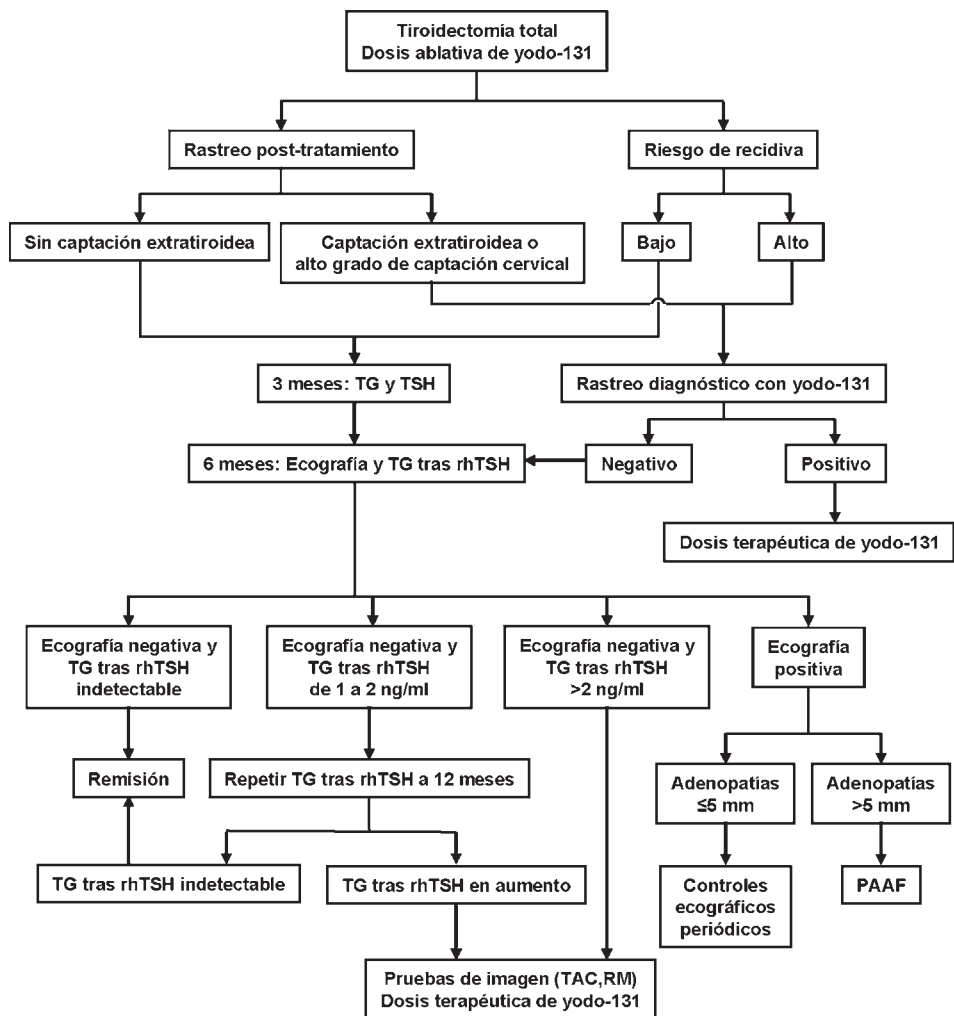 Tiroidectomía total
Dosis ablativa de yodo-131
Rastreo post-tratamiento
Riesgo de recidiva
Sin captación extratiroidea
Captación extratiroidea o
alto grado de captación cervical
Bajo
Alto
3 meses: TG y TSH
Rastreo diagnóstico con yodo-131
6 meses: Ecografía y TG tras rhTSH
Negativo
Positivo
Dosis terapéutica de yodo-131
Ecografía negativa y
TG tras rhTSH
indetectable
Ecografía negativa y
TG tras rhTSH
de 1 a 2 ng/ml
Ecografía negativa y
TG tras rhTSH
>2 ng/ml
Ecografía
positiva
Remisión
Repetir TG tras rhTSH a 12 meses
Adenopatías
≤5 mm
Adenopatías
>5 mm
TG tras rhTSH indetectable
TG tras rhTSH en aumento
Controles
ecográficos
periódicos
PAAF
Pruebas de imagen (TAC,RM)
Dosis terapéutica de yodo-131